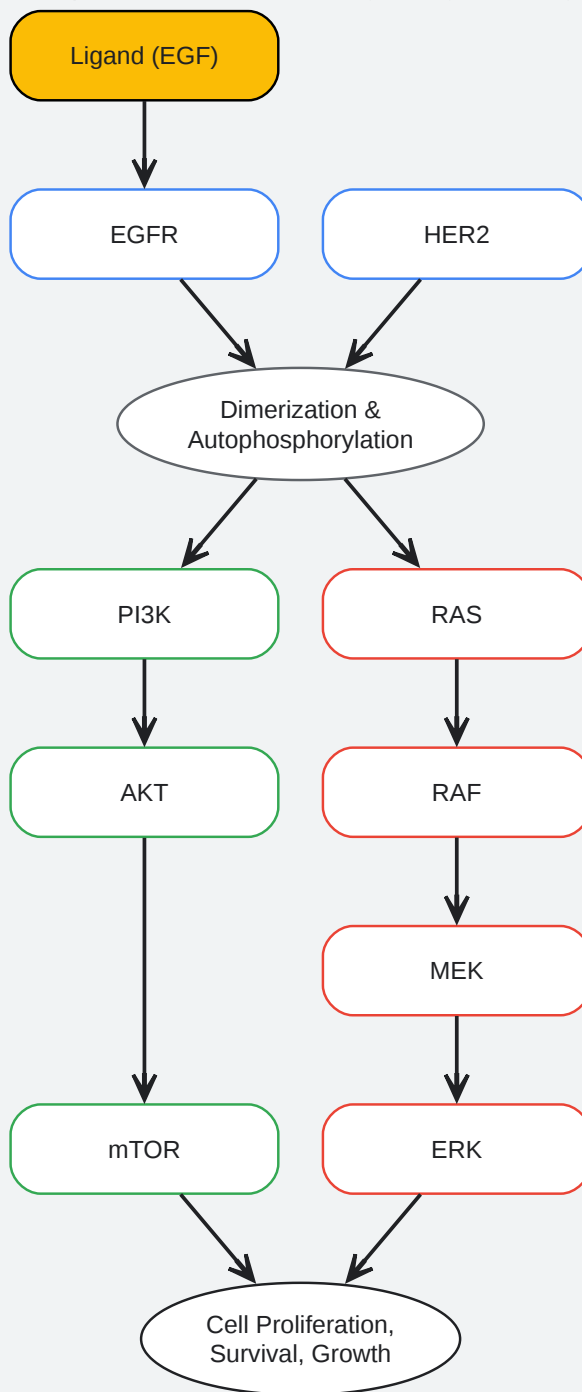 Ligand (EGF)
EGFR
HER2
Dimerization &
Autophosphorylation
PI3K
RAS
AKT
RAF
MEK
mTOR
ERK
Cell Proliferation,
Survival, Growth